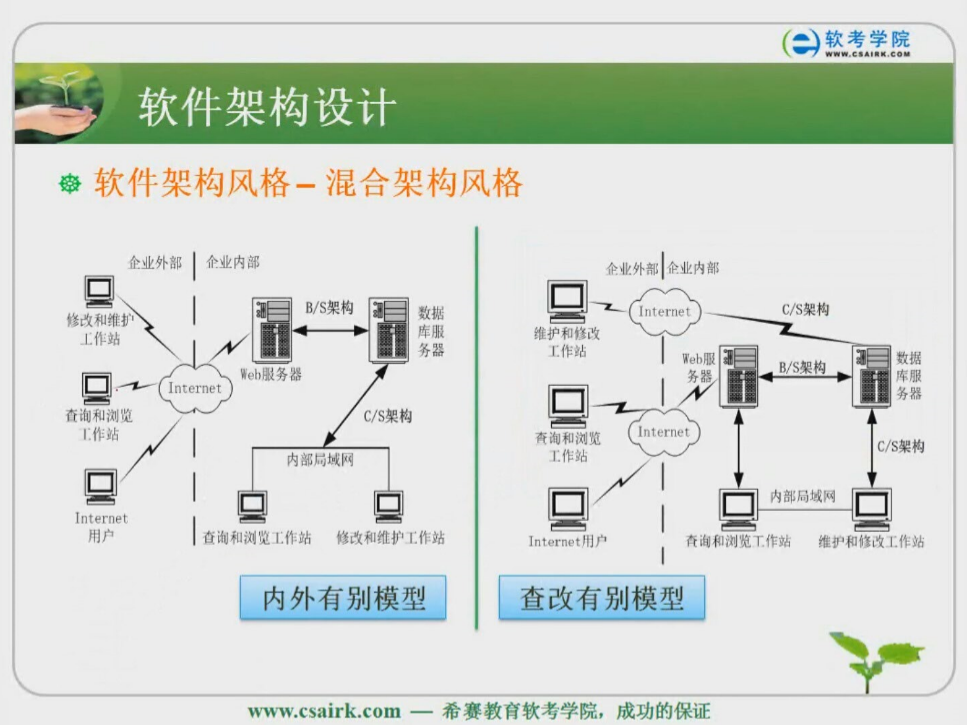 软考学院
WWW.CSAIRK.COM
软件架构设计
软件架构风格 – 混合架构风格
企业外部
企业内部
修改和维护
工作站
B/S架构
数据
库服
务器
Web服务器
Internet
查询和浏览
工作站
C/S架构
内部局域网
Internet
用户
查询和浏览工作站
修改和维护工作站
内外有别模型
企业外部
企业内部
Internet
C/S架构
维护和修改
工作站
Web服
务器
B/S架构
数据
库服
务器
查询和浏览
工作站
Internet
C/S架构
内部局域网
Internet用户
查询和浏览工作站
维护和修改工作站
查改有别模型
www.csairk.com — 希赛教育软考学院，成功的保证